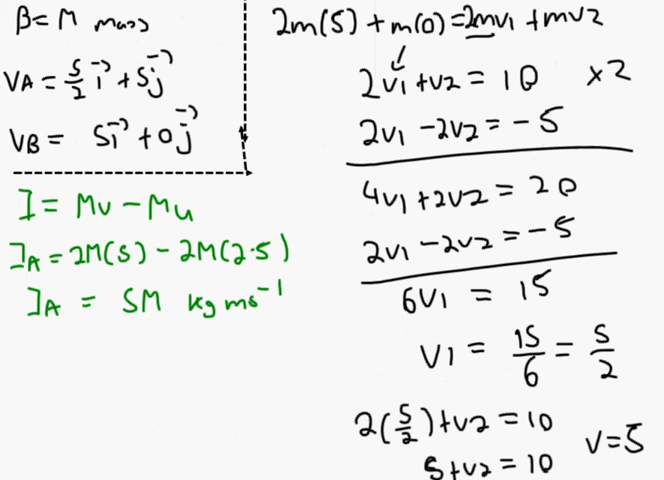 B = M mass
VA = 5/2 i + 5j
VB = 5i + 0j
I = Mv - Mu
IA = 2M(5) - 2M(2.5)
IA = 5M kg ms⁻¹
2m(5) + m(0) = 2mv1 + mv2
2v1 + v2 = 10 ×2
2v1 - 2v2 = -5
4v1 + 2v2 = 20
2v1 - 2v2 = -5
6v1 = 15
v1 = 15/6 = 5/2
2(5/2) + v2 = 10
5 + v2 = 10
v = 5